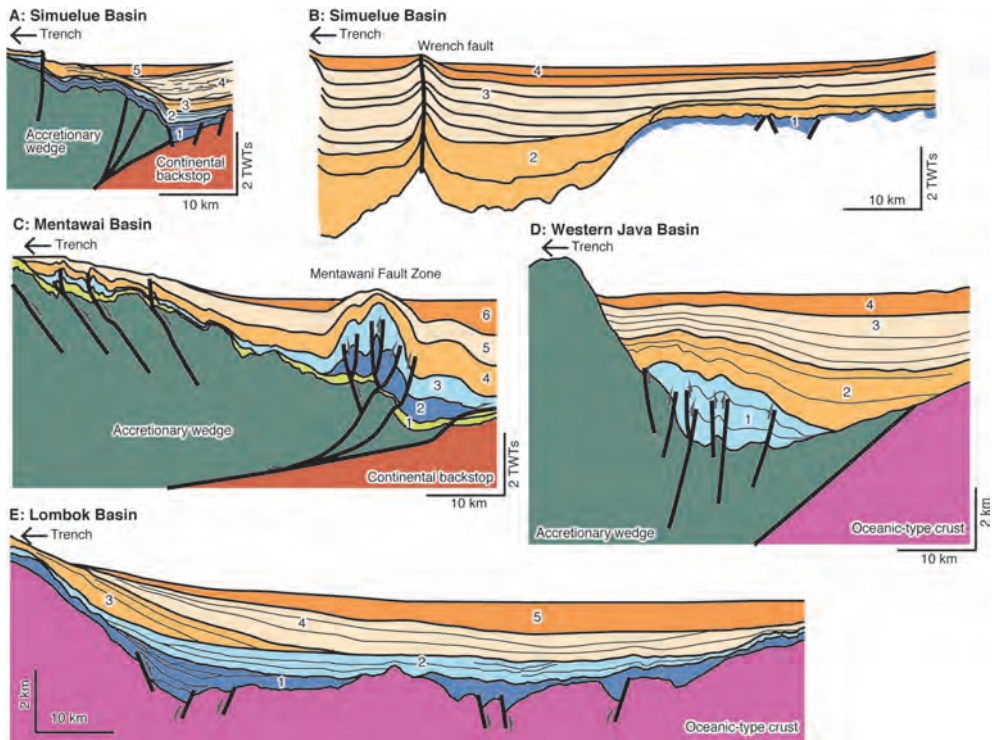 A: Simuelue Basin
← Trench
5
4
3
2
1
Accretionary
wedge
Continental
backstop
2 TWTs
10 km
B: Simuelue Basin
← Trench
Wrench fault
4
3
2
1
10 km
2 TWTs
C: Mentawai Basin
← Trench
Mentawani Fault Zone
6
5
4
3
2
1
Accretionary wedge
Continental backstop
2 TWTs
10 km
D: Western Java Basin
← Trench
4
3
2
1
Accretionary wedge
Oceanic-type crust
2 km
10 km
E: Lombok Basin
← Trench
3
4
5
2
1
2 km
10 km
Oceanic-type crust